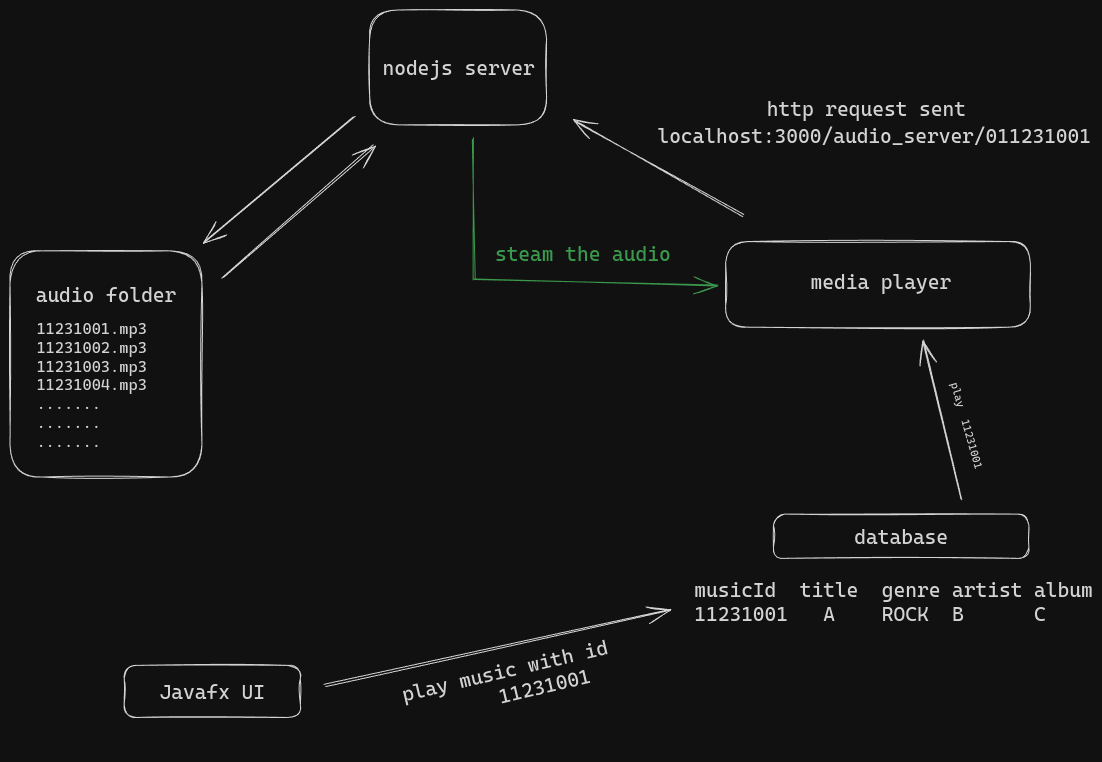 nodejs server
http request sent
localhost:3000/audio_server/011231001
steam the audio
media player
audio folder
11231001.mp3
11231002.mp3
11231003.mp3
11231004.mp3
.......
.......
.......
play 11231001
database
musicId title genre artist album
11231001 A ROCK B C
play music with id
11231001
Javafx UI